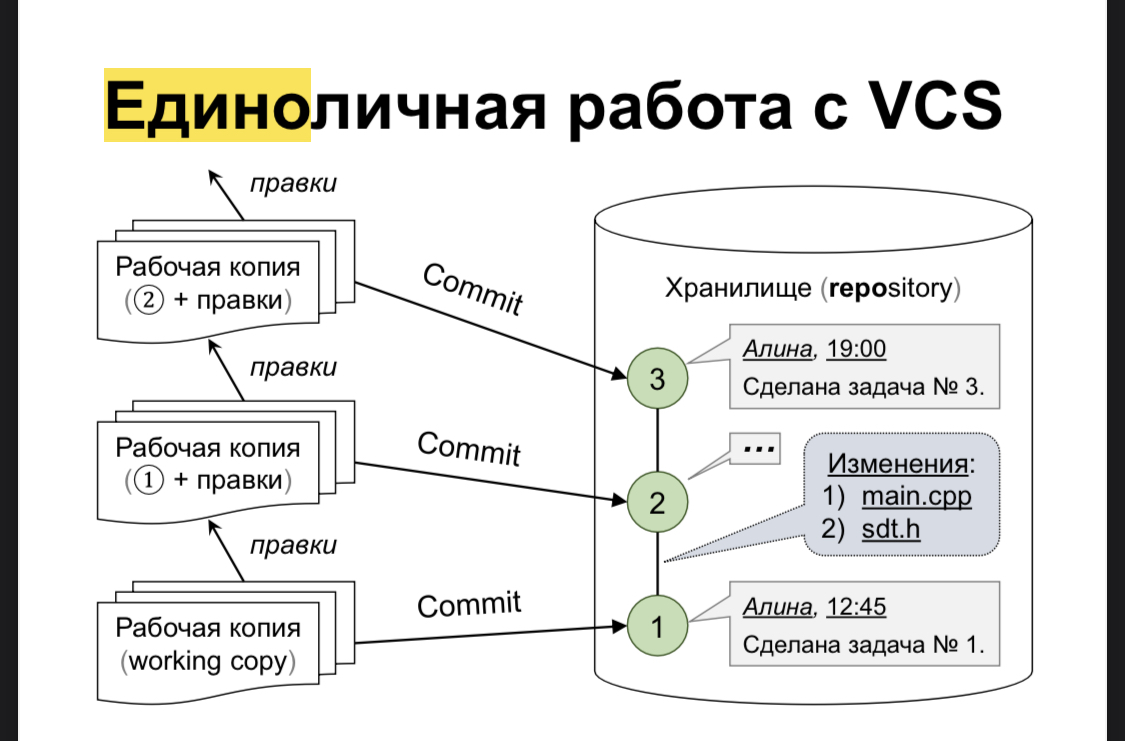 Единоличная работа с VCS
правки
Рабочая копия
(② + правки)
Commit
правки
Рабочая копия
(① + правки)
Commit
правки
Рабочая копия
(working copy)
Commit
Хранилище (repository)
3
Алина, 19:00
Сделана задача № 3.
...
2
Изменения:
1) main.cpp
2) sdt.h
1
Алина, 12:45
Сделана задача № 1.